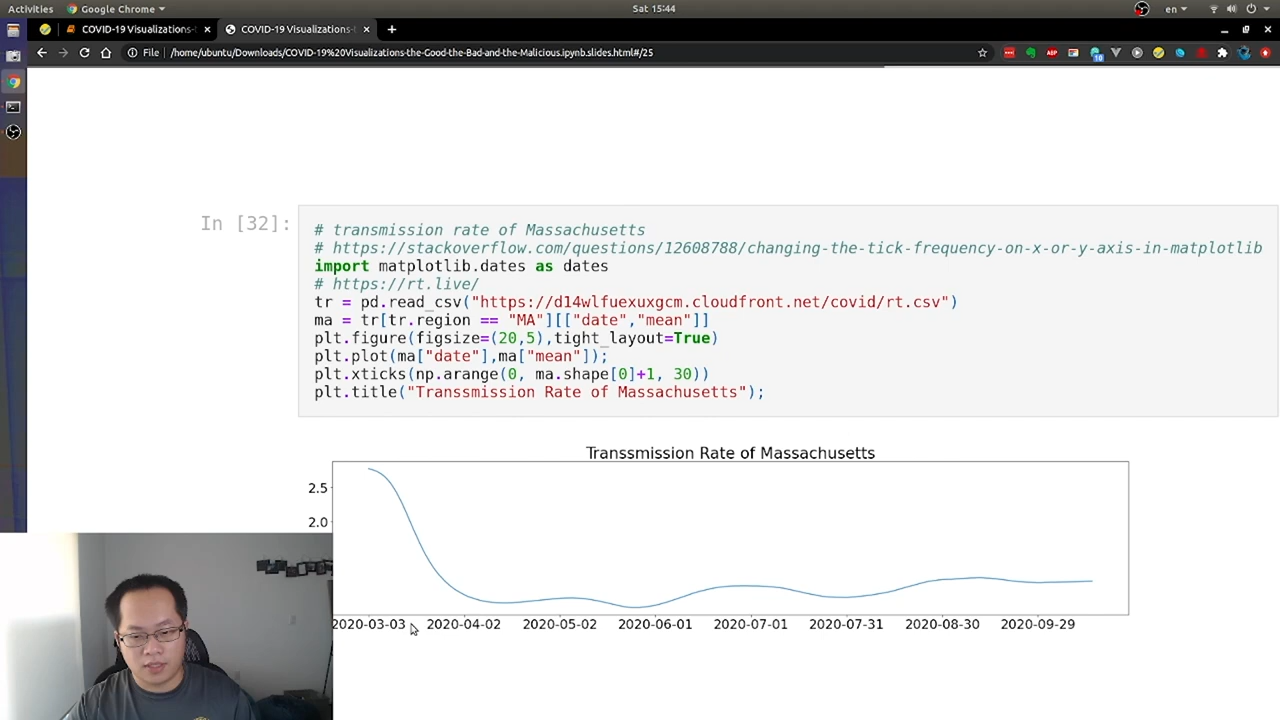 Activities
Google Chrome
Sat 15:44
en
COVID-19 Visualizations-
COVID-19 Visualizations-
File
/home/ubuntu/Downloads/COVID-19%20Visualizations-the-Good-the-Bad-and-the-Malicious.ipynb.slides.html#/25
ABP
10
In [32]:
# transmission rate of Massachusetts
# https://stackoverflow.com/questions/12608788/changing-the-tick-frequency-on-x-or-y-axis-in-matplotlib
import matplotlib.dates as dates
# https://rt.live/
tr = pd.read_csv("https://d14wlfuexuxgcm.cloudfront.net/covid/rt.csv")
ma = tr[tr.region == "MA"][["date","mean"]]
plt.figure(figsize=(20,5),tight_layout=True)
plt.plot(ma["date"],ma["mean"]);
plt.xticks(np.arange(0, ma.shape[0]+1, 30))
plt.title("Transsmission Rate of Massachusetts");
Transsmission Rate of Massachusetts
2.5
2.0
2020-03-03 2020-04-02 2020-05-02 2020-06-01 2020-07-01 2020-07-31 2020-08-30 2020-09-29